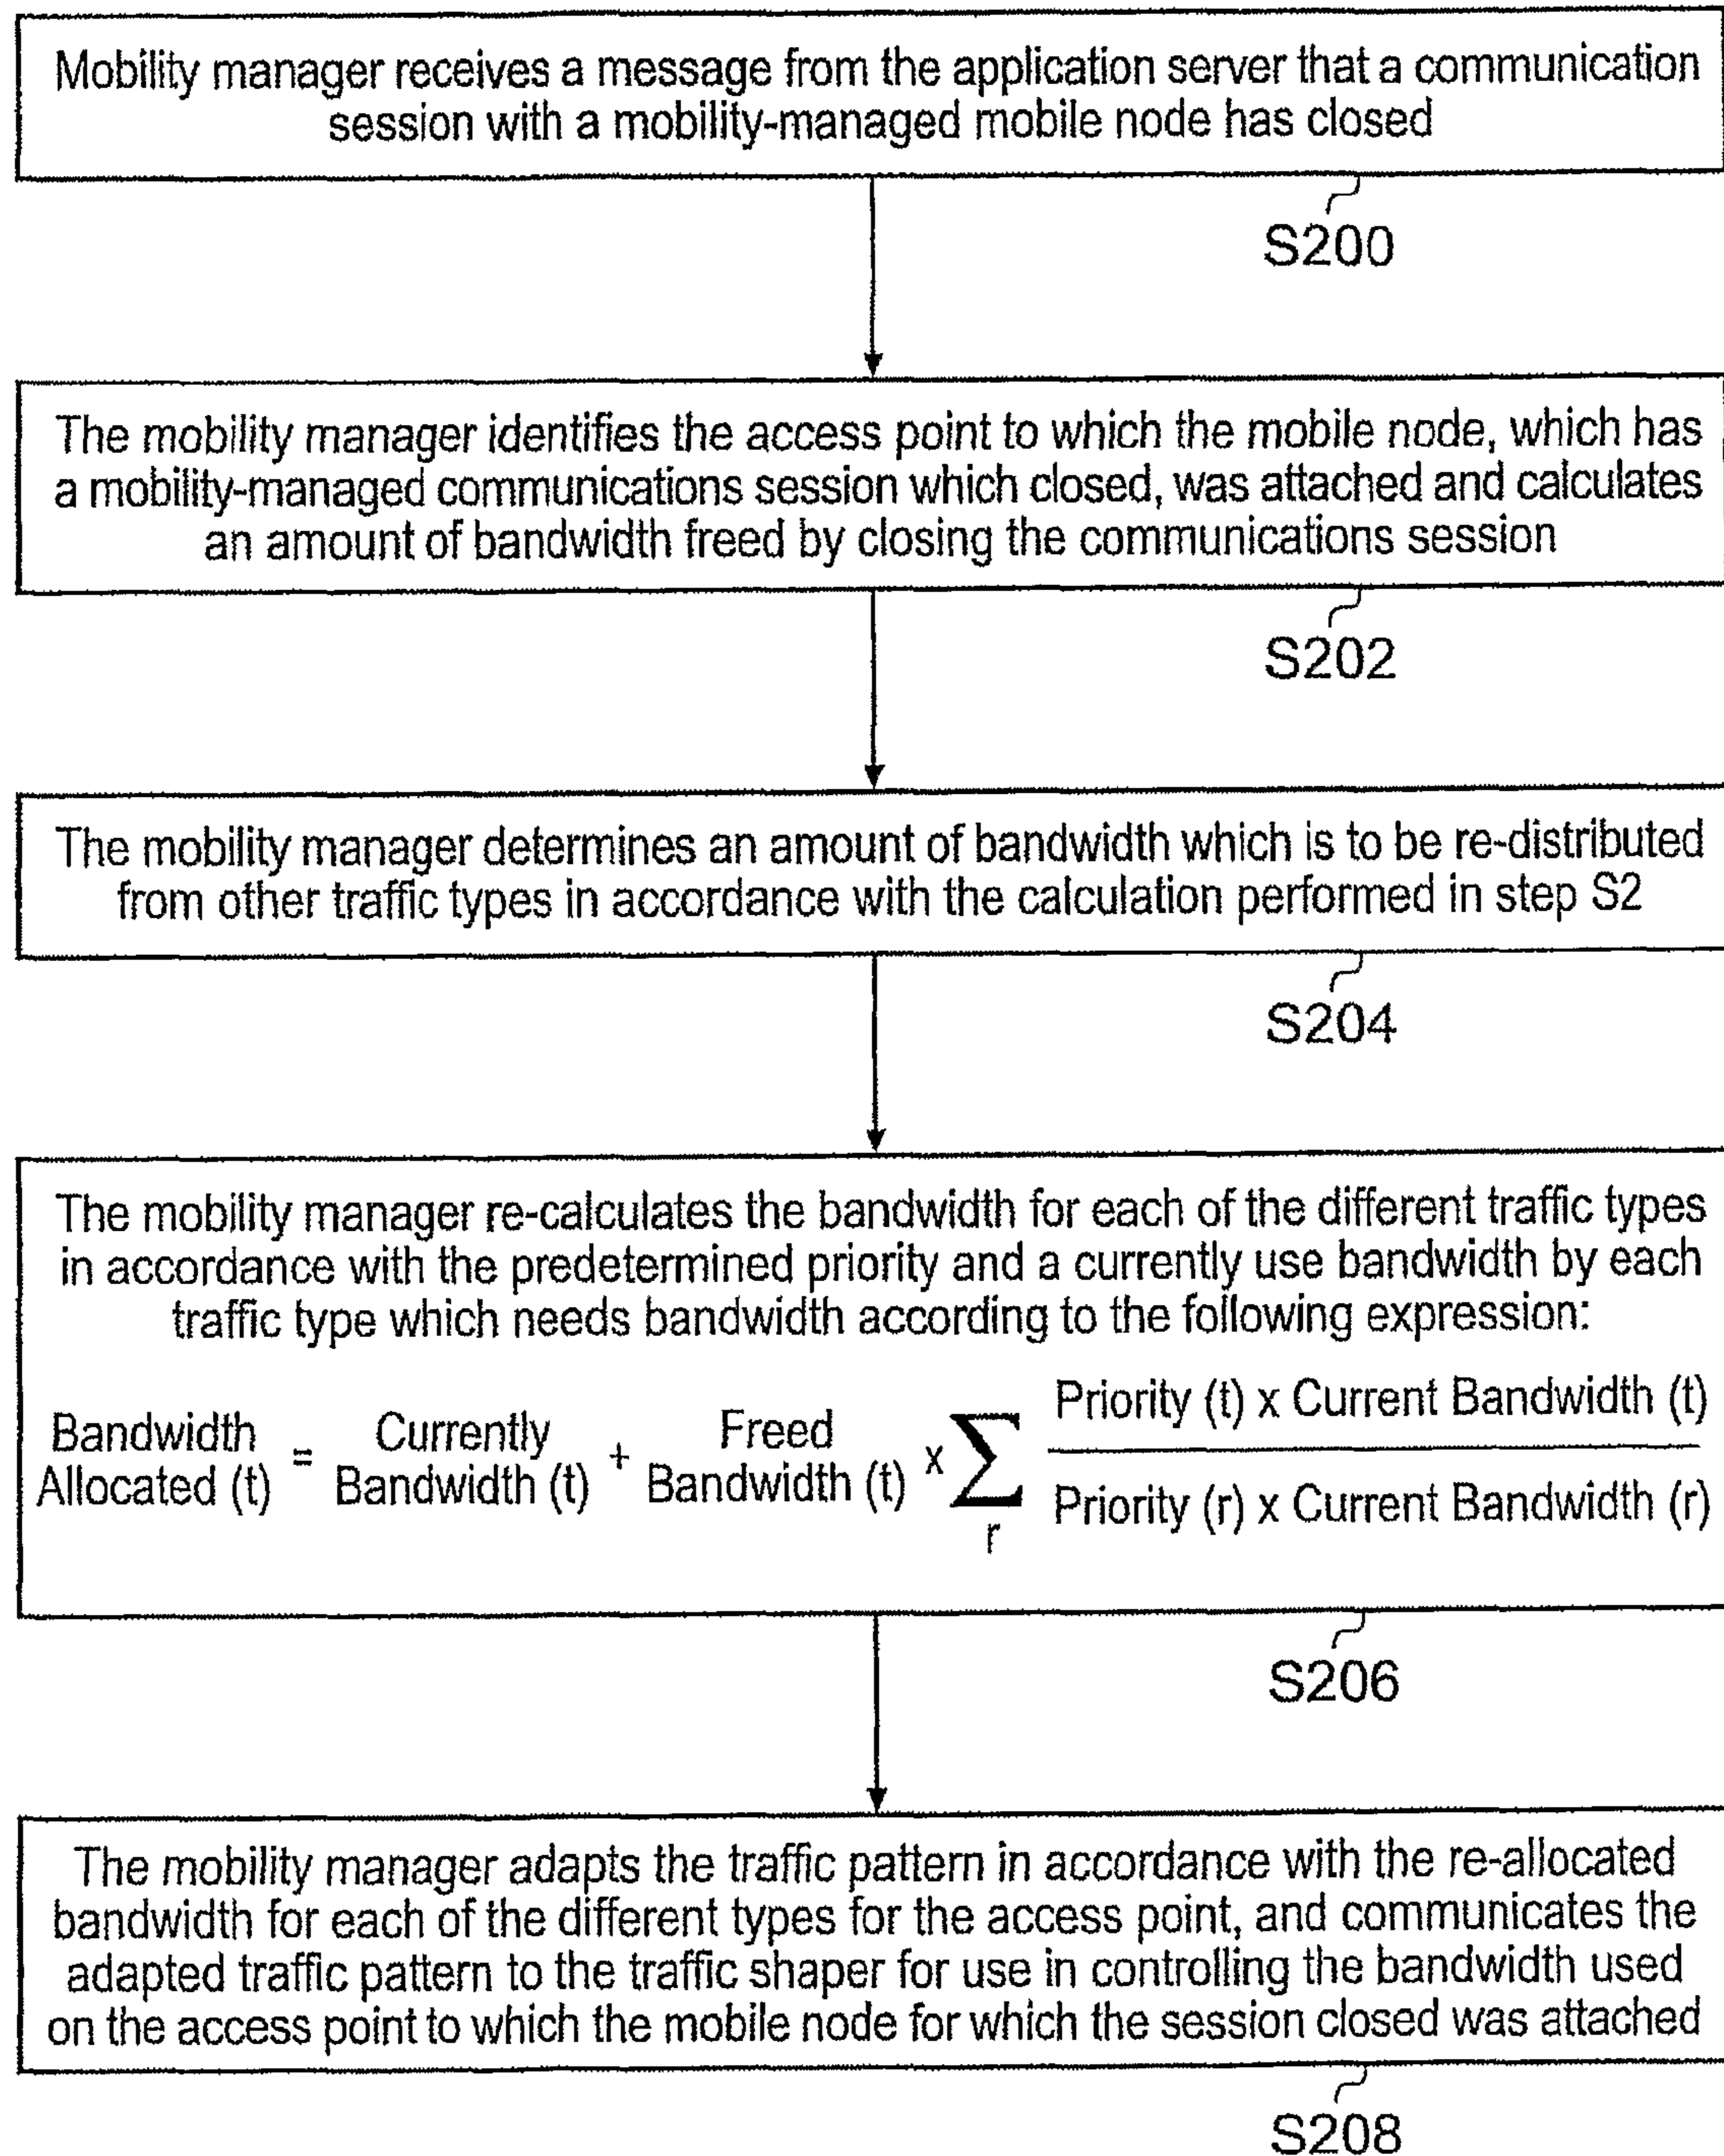 Mobility manager receives a message from the application server that a communication
session with a mobility-managed mobile node has closed
S200
The mobility manager identifies the access point to which the mobile node, which has
a mobility-managed communications session which closed, was attached and calculates
an amount of bandwidth freed by closing the communications session
S202
The mobility manager determines an amount of bandwidth which is to be re-distributed
from other traffic types in accordance with the calculation performed in step S2
S204
The mobility manager re-calculates the bandwidth for each of the different traffic types
in accordance with the predetermined priority and a currently use bandwidth by each
traffic type which needs bandwidth according to the following expression:
Bandwidth Allocated (t) = Currently Bandwidth (t) + Freed Bandwidth (t) x ∑ r Priority (t) x Current Bandwidth (t)
Priority (r) x Current Bandwidth (r)
S206
The mobility manager adapts the traffic pattern in accordance with the re-allocated
bandwidth for each of the different types for the access point, and communicates the
adapted traffic pattern to the traffic shaper for use in controlling the bandwidth used
on the access point to which the mobile node for which the session closed was attached
S208